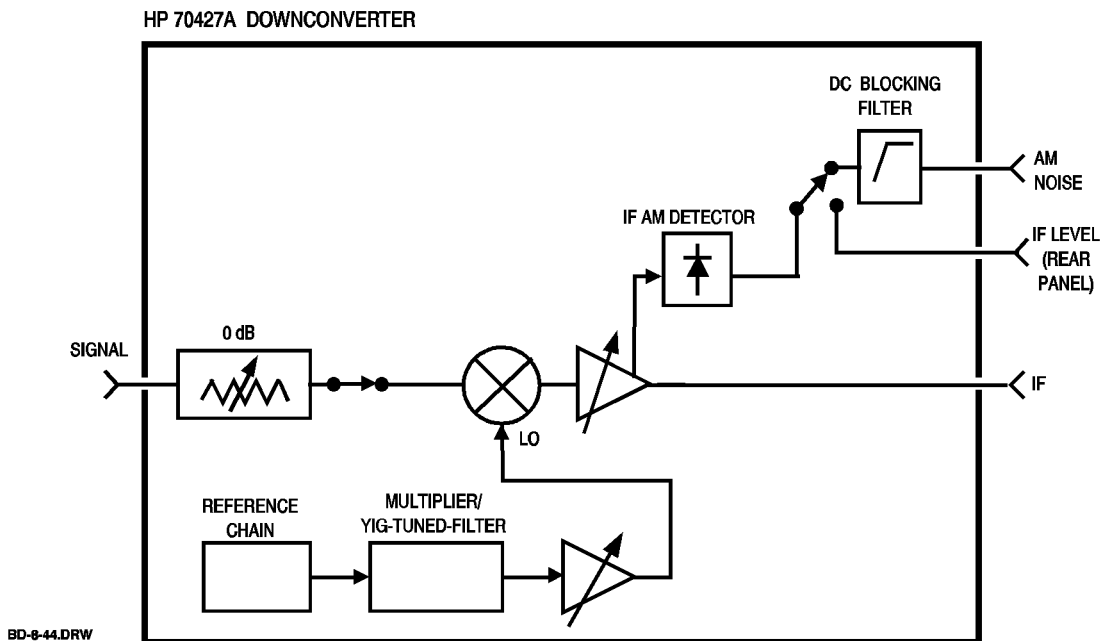 HP 70427A DOWNCONVERTER
DC BLOCKING
FILTER
AM
NOISE
IF AM DETECTOR
IF LEVEL
(REAR
PANEL)
0 dB
SIGNAL
IF
LO
REFERENCE
CHAIN
MULTIPLIER/
YIG-TUNED-FILTER
BD-8-44.DRW